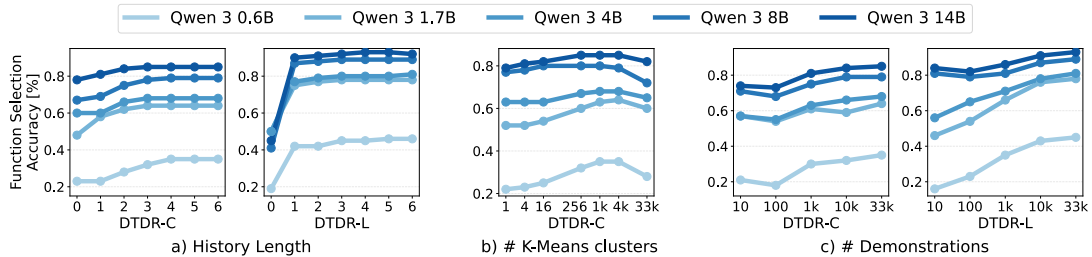 Qwen 3 0.6B Qwen 3 1.7B Qwen 3 4B Qwen 3 8B Qwen 3 14B
Function Selection
Accuracy [%]
0.8
0.6
0.4
0.2
0 1 2 3 4 5 6
DTDR-C
0.8
0.6
0.4
0.2
0 1 2 3 4 5 6
DTDR-L
a) History Length
0.8
0.6
0.4
0.2
1 4 16 256 1k 4k 33k
DTDR-C
b) # K-Means clusters
0.8
0.6
0.4
0.2
10 100 1k 10k 33k
DTDR-C
0.8
0.6
0.4
0.2
10 100 1k 10k 33k
DTDR-L
c) # Demonstrations